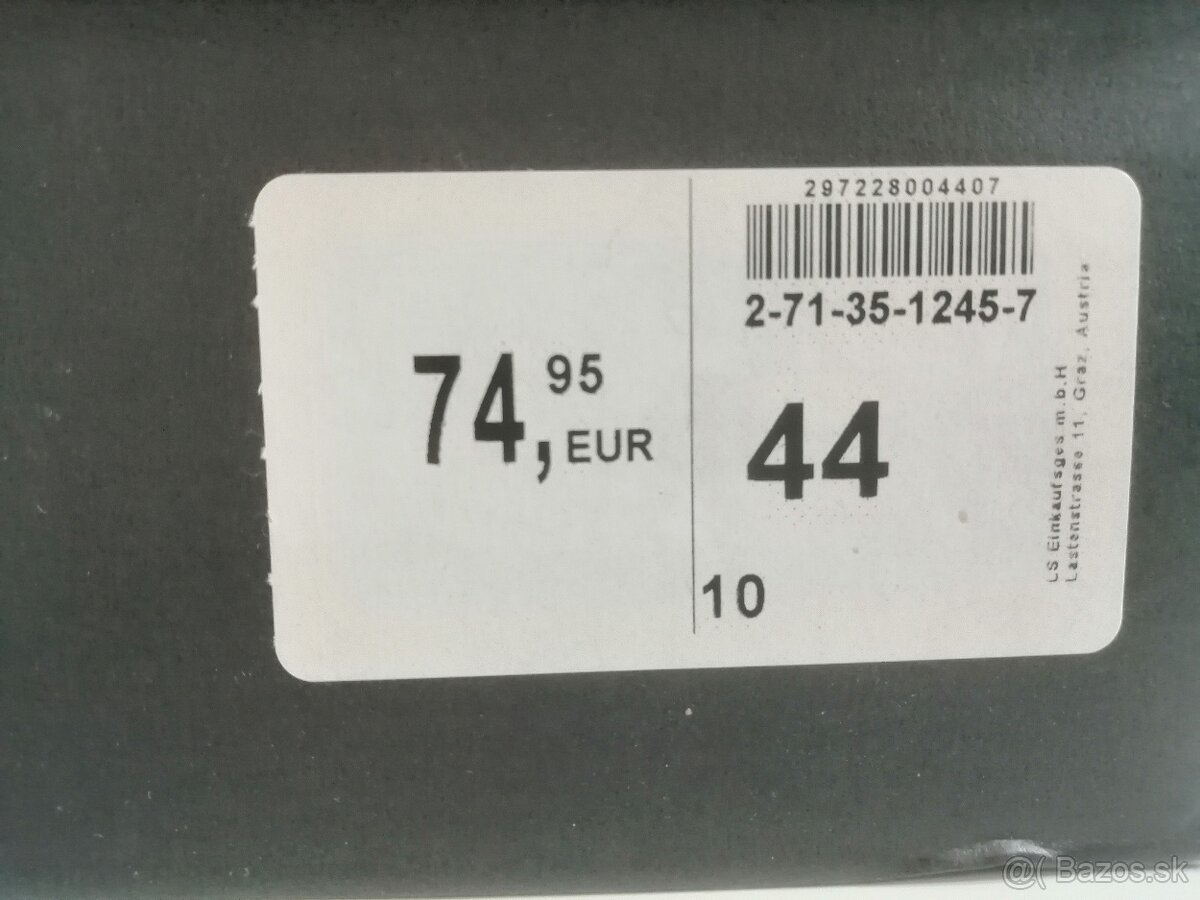 74,95 EUR
297228004407
2-71-35-1245-7
44
10
LS Einkaufsges m.b.H
Lastenstrasse 11, Graz, Austria
@( Bazos.sk